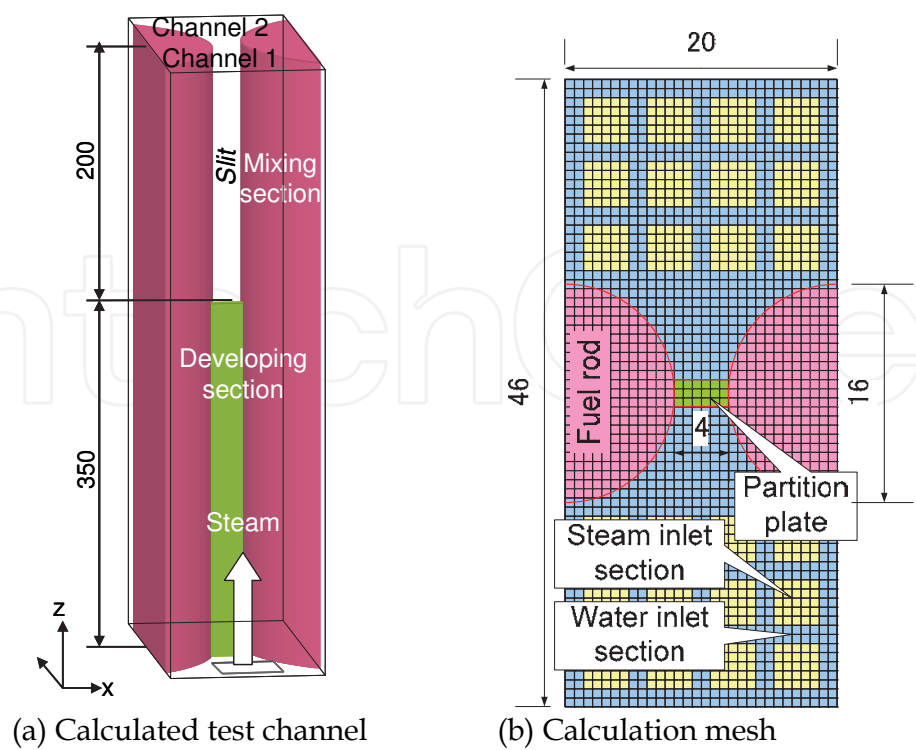 Channel 2
Channel 1
200
Slit
Mixing
section
350
Developing
section
Steam
z
x
(a) Calculated test channel
20
46
Fuel rod
16
4
Partition
plate
Steam inlet
section
Water inlet
section
(b) Calculation mesh